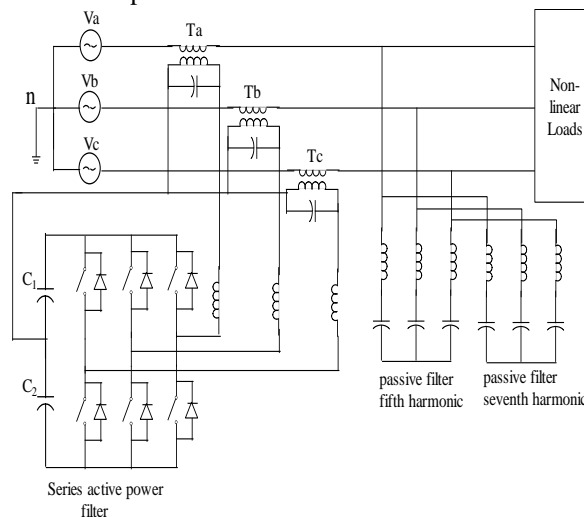 Va
Ta
Vb
n
Tb
Vc
Tc
Non-
linear
Loads
C1
C2
passive filter
fifth harmonic
passive filter
seventh harmonic
Series active power
filter